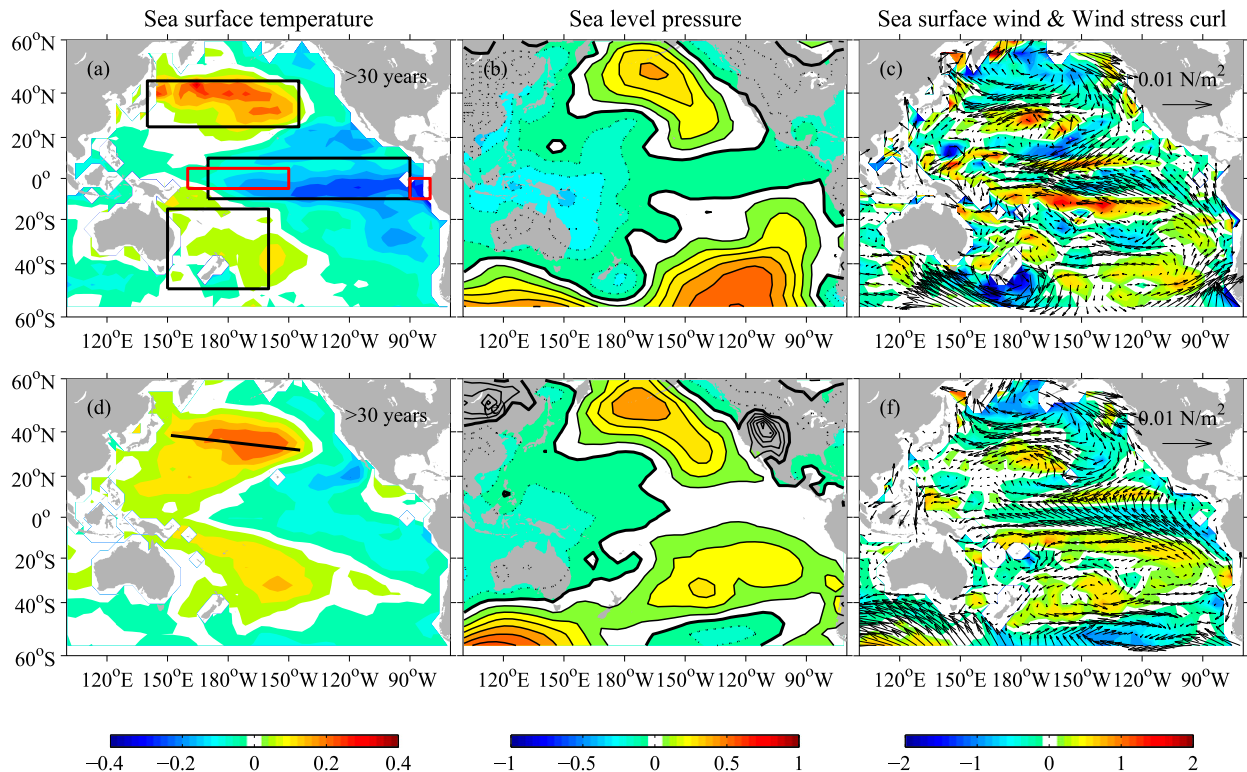 Sea surface temperature Sea level pressure Sea surface wind & Wind stress curl
60°N
(a) >30 years (b) (c) 0.01 N/m²
40°N
20°N
0°
20°S
40°S
60°S
120°E 150°E 180°W 150°W 120°W 90°W 120°E 150°E 180°W 150°W 120°W 90°W 120°E 150°E 180°W 150°W 120°W 90°W
60°N
(d) >30 years (f) 0.01 N/m²
40°N
20°N
0°
20°S
40°S
60°S
120°E 150°E 180°W 150°W 120°W 90°W 120°E 150°E 180°W 150°W 120°W 90°W 120°E 150°E 180°W 150°W 120°W 90°W
−0.4 −0.2 0 0.2 0.4 −1 −0.5 0 0.5 1 −2 −1 0 1 2